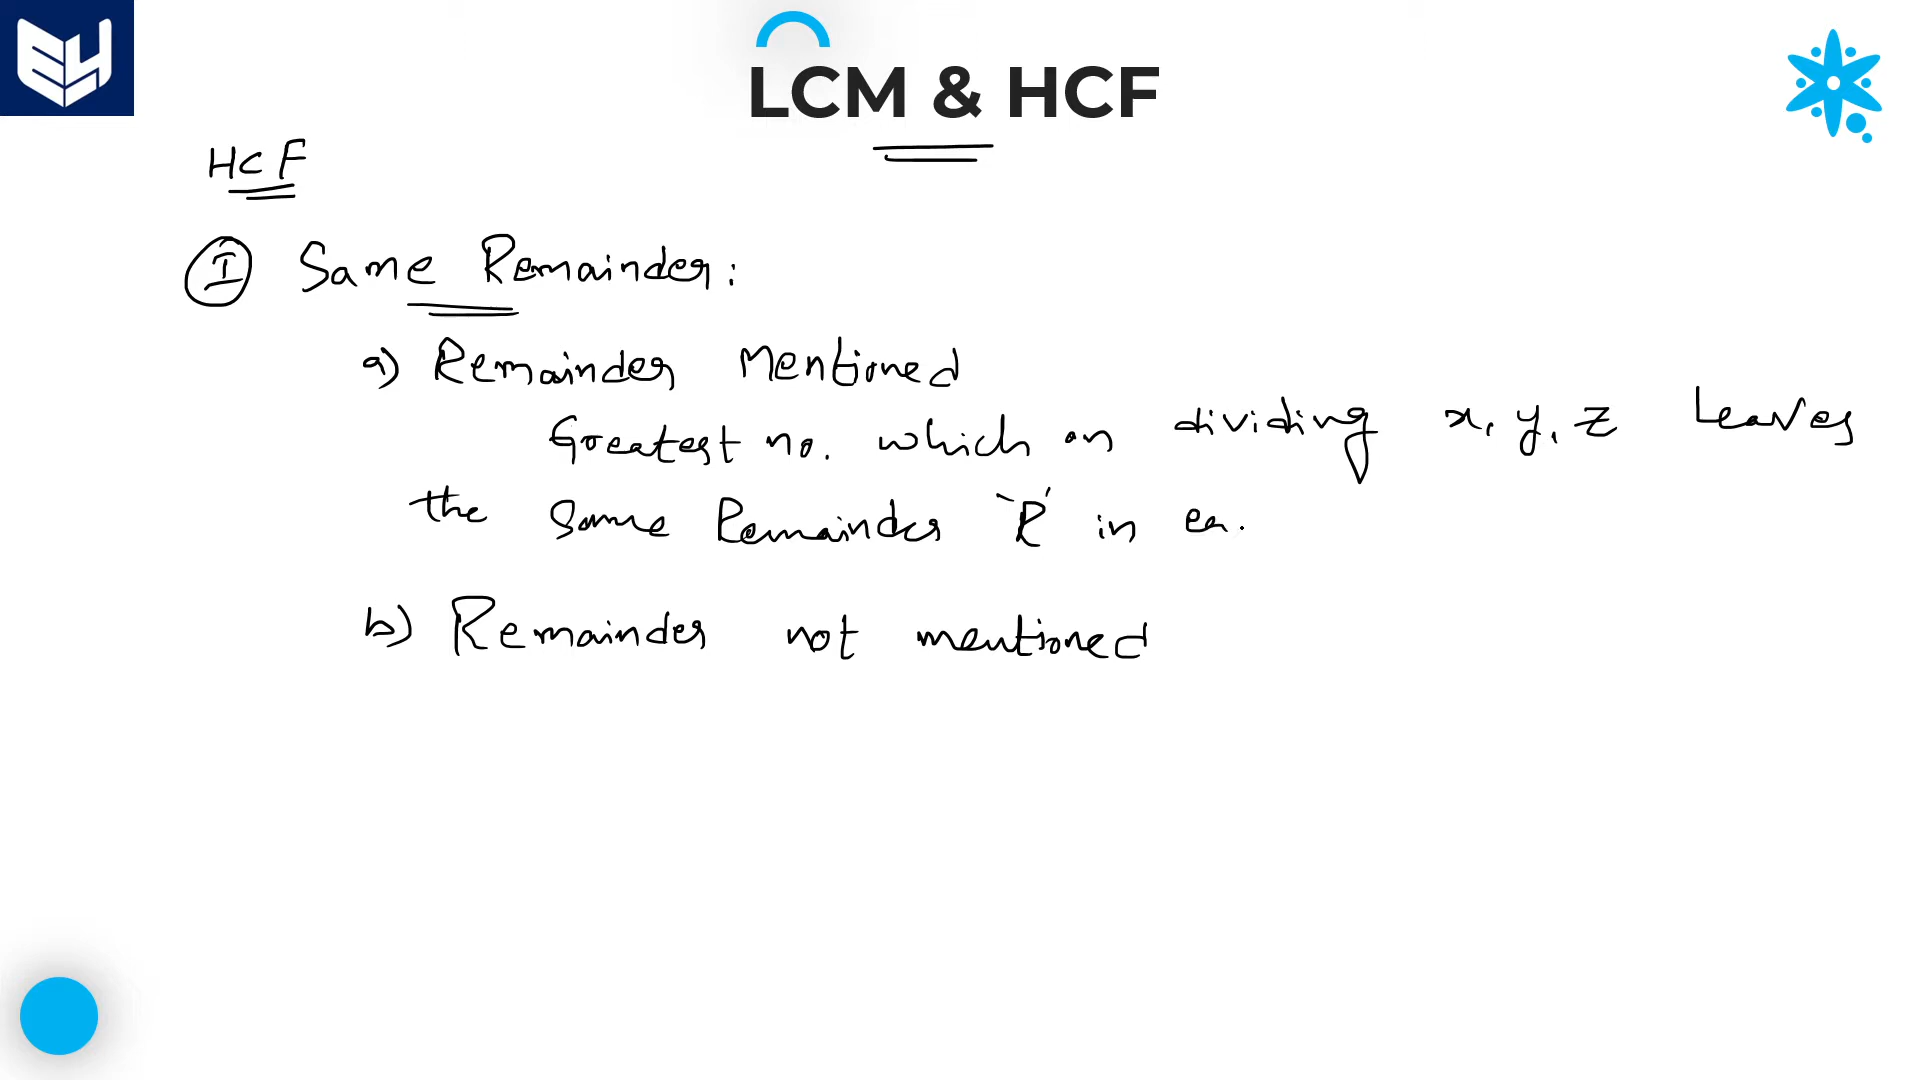 LCM & HCF
HCF
I Same Remainder:
a) Remainder Mentioned
Greatest no. which on dividing x, y, z leaves
the same Remainder 'R' in ea.
b) Remainder not mentioned